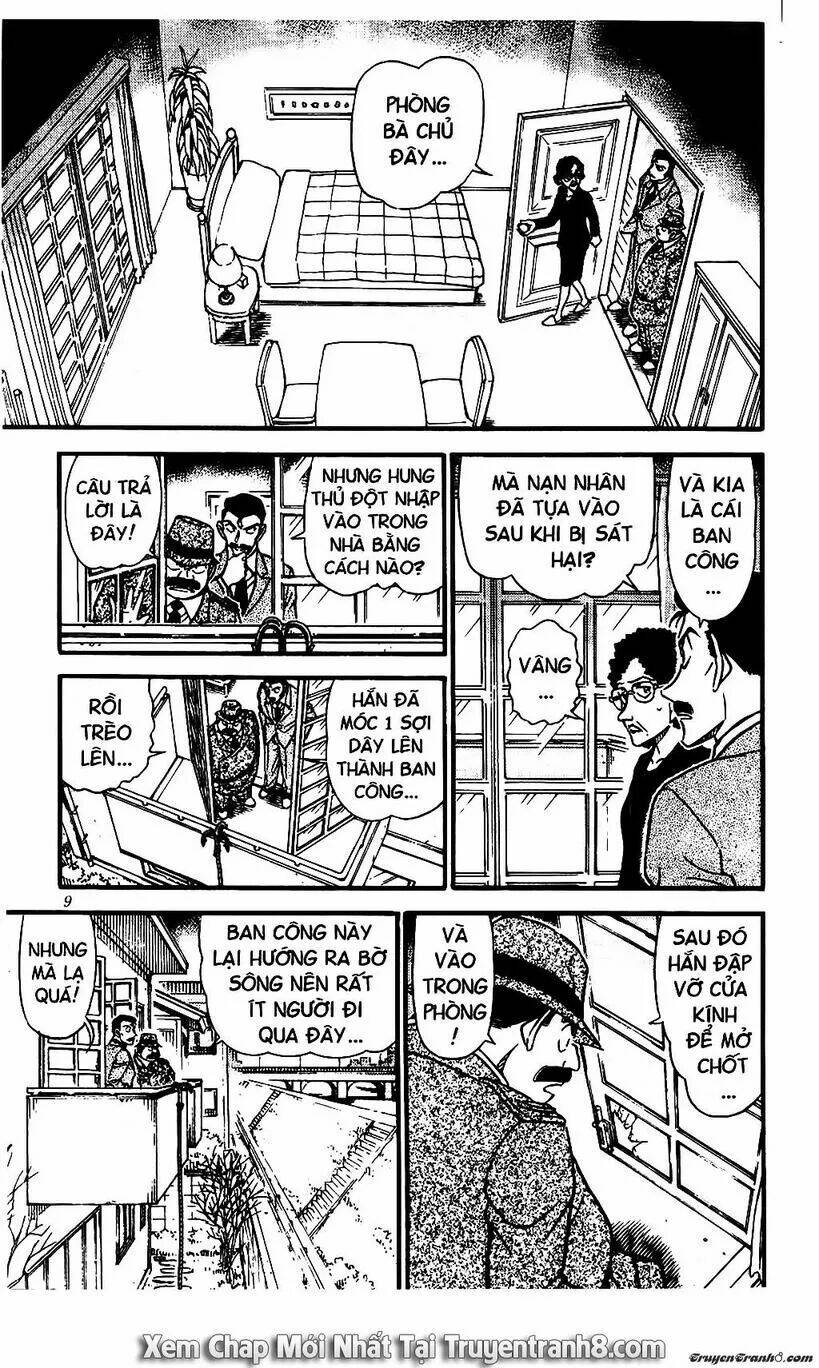 PHÒNG
BÀ CHỦ
ĐÂY...
VÀ KIA
LÀ CÁI
BAN
CÔNG
...
MÀ NẠN NHÂN
ĐÃ TỰA VÀO
SAU KHI BỊ SÁT
HẠI?
VÂNG
...
NHƯNG HUNG
THỦ ĐỘT NHẬP
VÀO TRONG
NHÀ BẰNG
CÁCH NÀO?
CÂU TRẢ
LỜI LÀ
ĐÂY!
HẮN ĐÃ
MÓC 1 SỢI
DÂY LÊN
THÀNH BAN
CÔNG...
RỒI
TRÈO
LÊN...
9
SAU ĐÓ
HẮN ĐẬP
VỠ CỬA
KÍNH
ĐỂ MỞ
CHỐT
...
VÀ
VÀO TRONG
PHÒNG
!
BAN CÔNG NÀY
LẠI HƯỚNG RA BỜ
SÔNG NÊN RẤT
ÍT NGƯỜI ĐI
QUA ĐÂY...
NHƯNG
MÀ LẠ
QUÁ!
Xem Chap Mới Nhất Tại Truyentranh8.com
TruyenTranh8.com